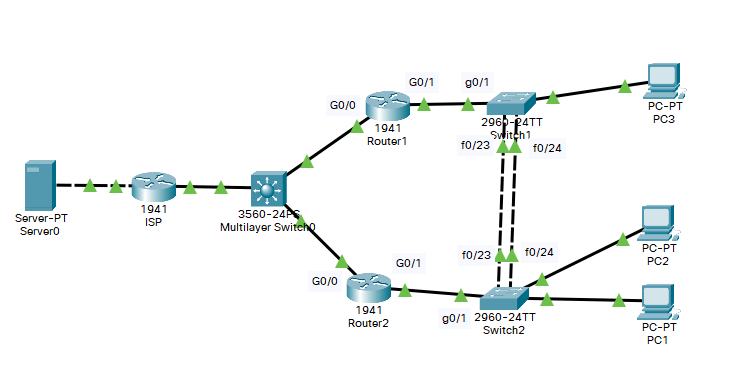 G0/1
g0/1
G0/0
1941
Router1
2960-24TT
Switch1
PC-PT
PC3
f0/23
f0/24
Server-PT
Server0
1941
ISP
3560-24PS
Multilayer Switch0
G0/0
G0/1
1941
Router2
f0/23
f0/24
g0/1
2960-24TT
Switch2
PC-PT
PC2
PC-PT
PC1